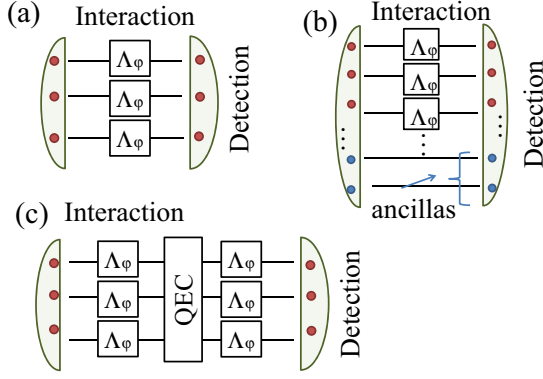 (a)
Interaction
Λφ
Λφ
Λφ
Detection
(b)
Interaction
Λφ
Λφ
Λφ
Detection
ancillas
(c)
Interaction
Λφ
Λφ
Λφ
QEC
Λφ
Λφ
Λφ
Detection